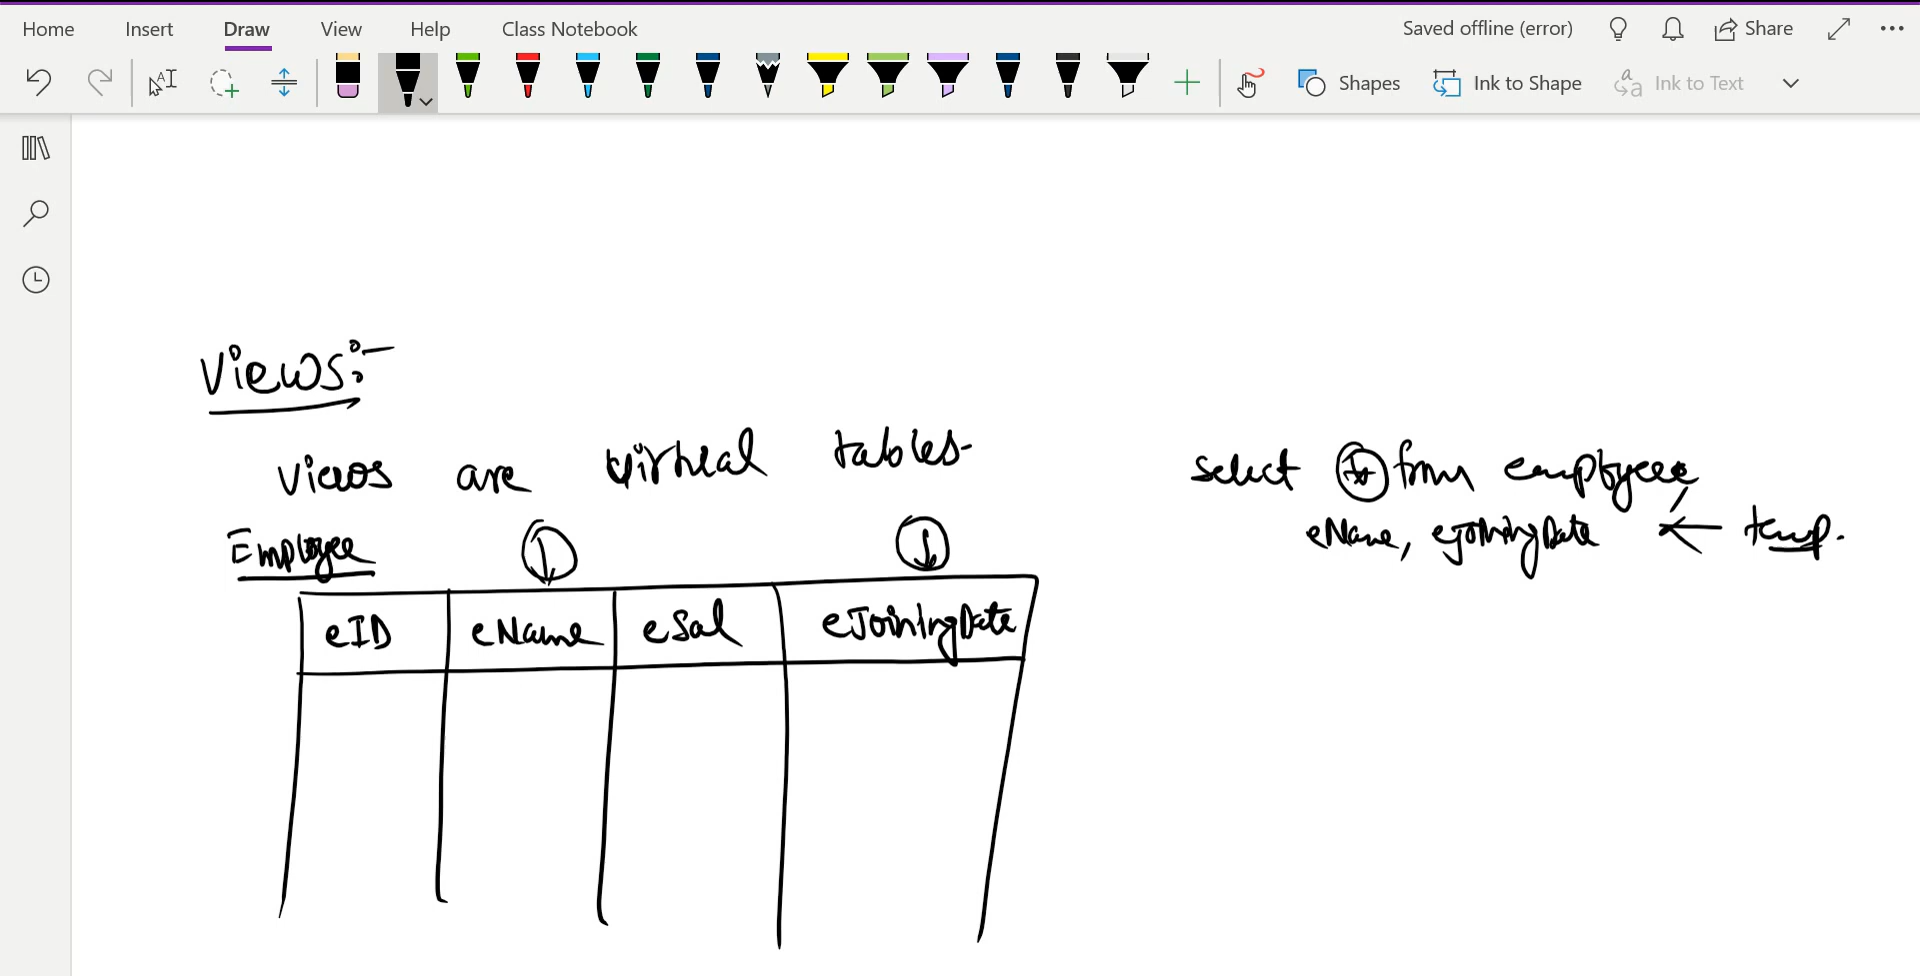 Home Insert Draw View Help Class Notebook Saved offline (error) Share
Shapes Ink to Shape Ink to Text
Views:-
Views are virtual tables.
Employee
eID eName eSal eJoiningDate
select * from employee;
eName, eJoiningDate ← temp.